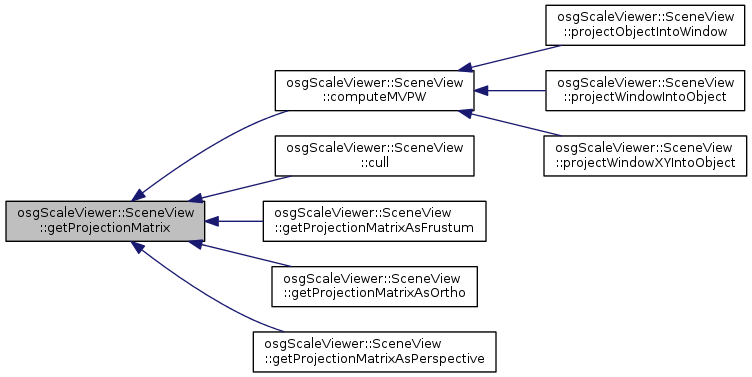 osgScaleViewer::SceneView
::projectObjectIntoWindow
osgScaleViewer::SceneView
::computeMVPW
osgScaleViewer::SceneView
::projectWindowIntoObject
osgScaleViewer::SceneView
::cull
osgScaleViewer::SceneView
::projectWindowXYIntoObject
osgScaleViewer::SceneView
::getProjectionMatrix
osgScaleViewer::SceneView
::getProjectionMatrixAsFrustum
osgScaleViewer::SceneView
::getProjectionMatrixAsOrtho
osgScaleViewer::SceneView
::getProjectionMatrixAsPerspective